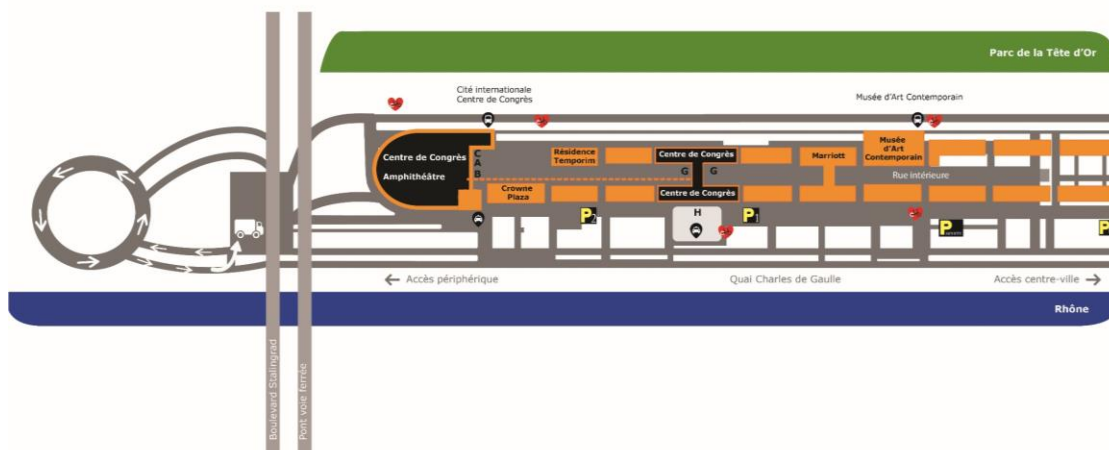 Parc de la Tête d'Or
Cité internationale
Centre de Congrès
Musée d'Art Contemporain
Centre de Congrès
Amphithéâtre
C
A
B
Résidence
Temporim
Centre de Congrès
Marriott
Musée
d'Art
Contemporain
G
G
Rue intérieure
Crowne
Plaza
Centre de Congrès
H
P2
P1
P
P
Accès périphérique
Quai Charles de Gaulle
Accès centre-ville
Rhône
Boulevard Stalingrad
Pont voie ferrée